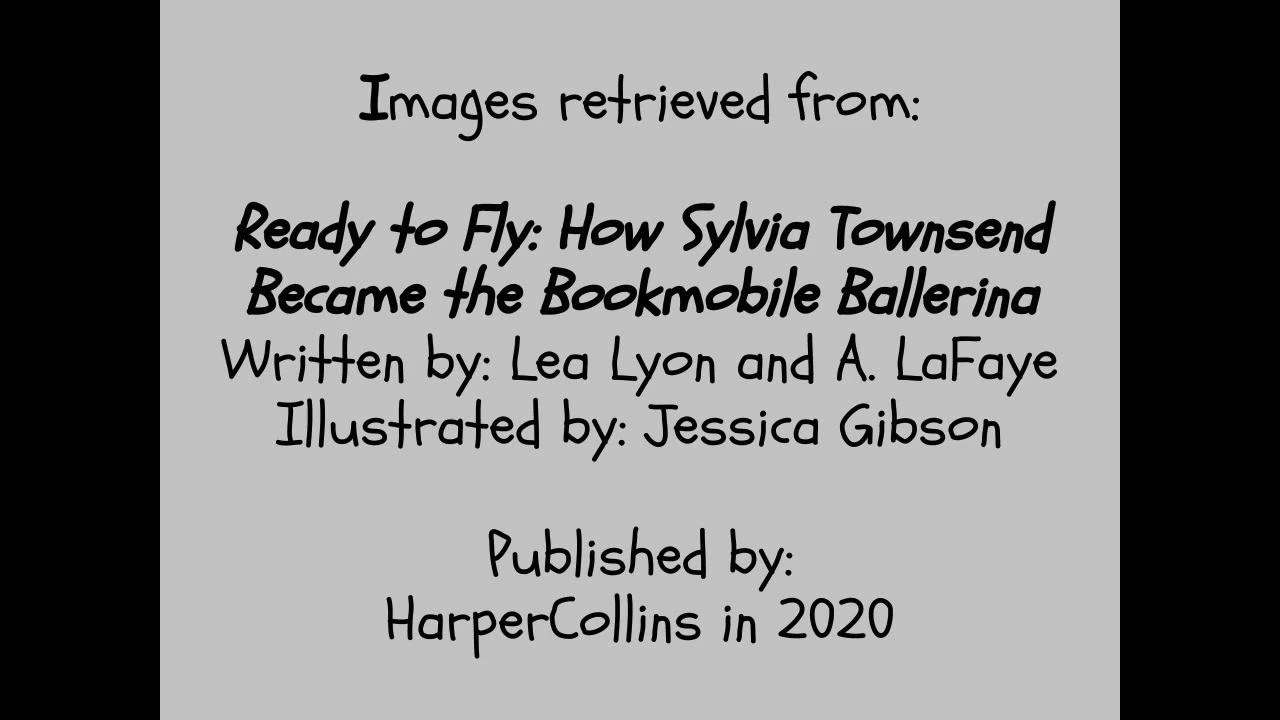 Images retrieved from:
Ready to Fly: How Sylvia Townsend
Became the Bookmobile Ballerina
Written by: Lea Lyon and A. LaFaye
Illustrated by: Jessica Gibson
Published by:
HarperCollins in 2020